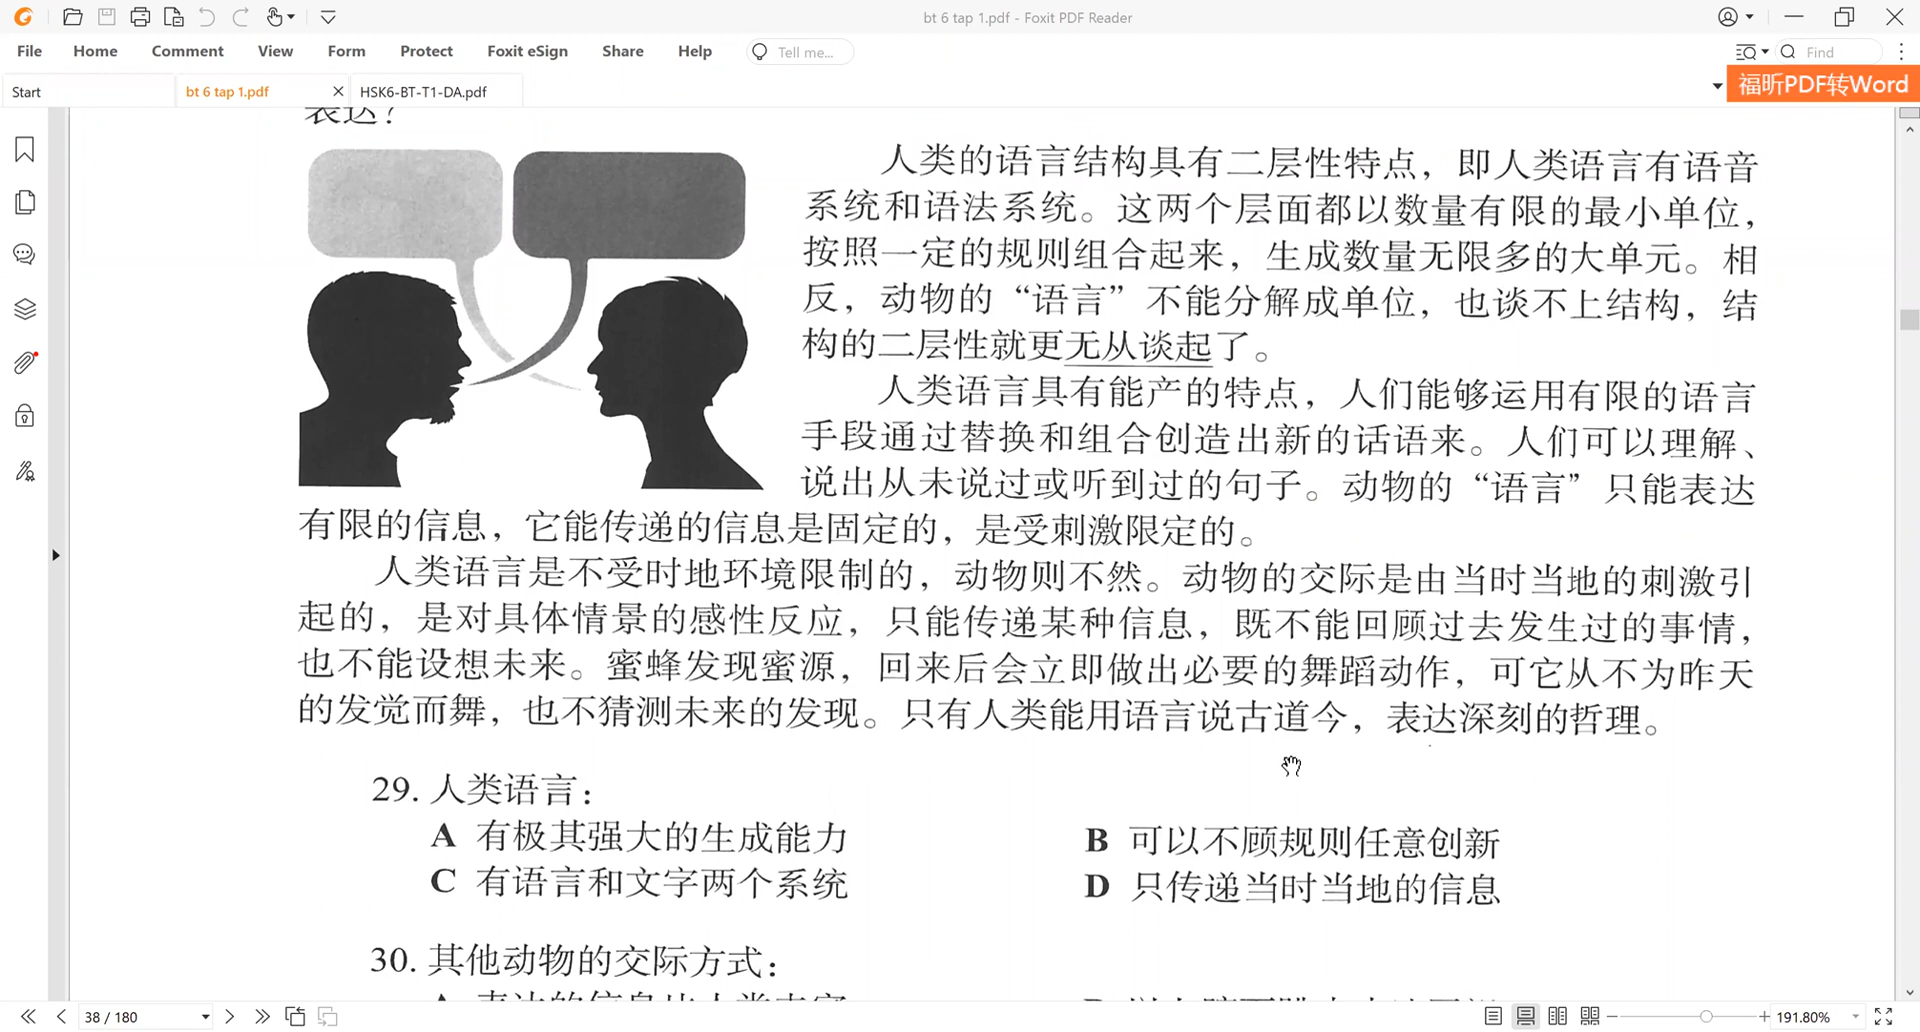 bt 6 tap 1.pdf - Foxit PDF Reader
File Home Comment View Form Protect Foxit eSign Share Help Tell me... Find
Start bt 6 tap 1.pdf HSK6-BT-T1-DA.pdf 福昕PDF转Word
表达？
人类的语言结构具有二层性特点，即人类语言有语音
系统和语法系统。这两个层面都以数量有限的最小单位，
按照一定的规则组合起来，生成数量无限多的大单元。相
反，动物的“语言”不能分解成单位，也谈不上结构，结
构的二层性就更无从谈起了。
人类语言具有能产的特点，人们能够运用有限的语言
手段通过替换和组合创造出新的话语来。人们可以理解、
说出从未说过或听到过的句子。动物的“语言”只能表达
有限的信息，它能传递的信息是固定的，是受刺激限定的。
人类语言是不受时地环境限制的，动物则不然。动物的交际是由当时当地的刺激引
起的，是对具体情景的感性反应，只能传递某种信息，既不能回顾过去发生过的事情，
也不能设想未来。蜜蜂发现蜜源，回来后会立即做出必要的舞蹈动作，可它从不为昨天
的发觉而舞，也不猜测未来的发现。只有人类能用语言说古道今，表达深刻的哲理。
29. 人类语言：
A 有极其强大的生成能力 B 可以不顾规则任意创新
C 有语言和文字两个系统 D 只传递当时当地的信息
30. 其他动物的交际方式：
38 / 180 191.80%